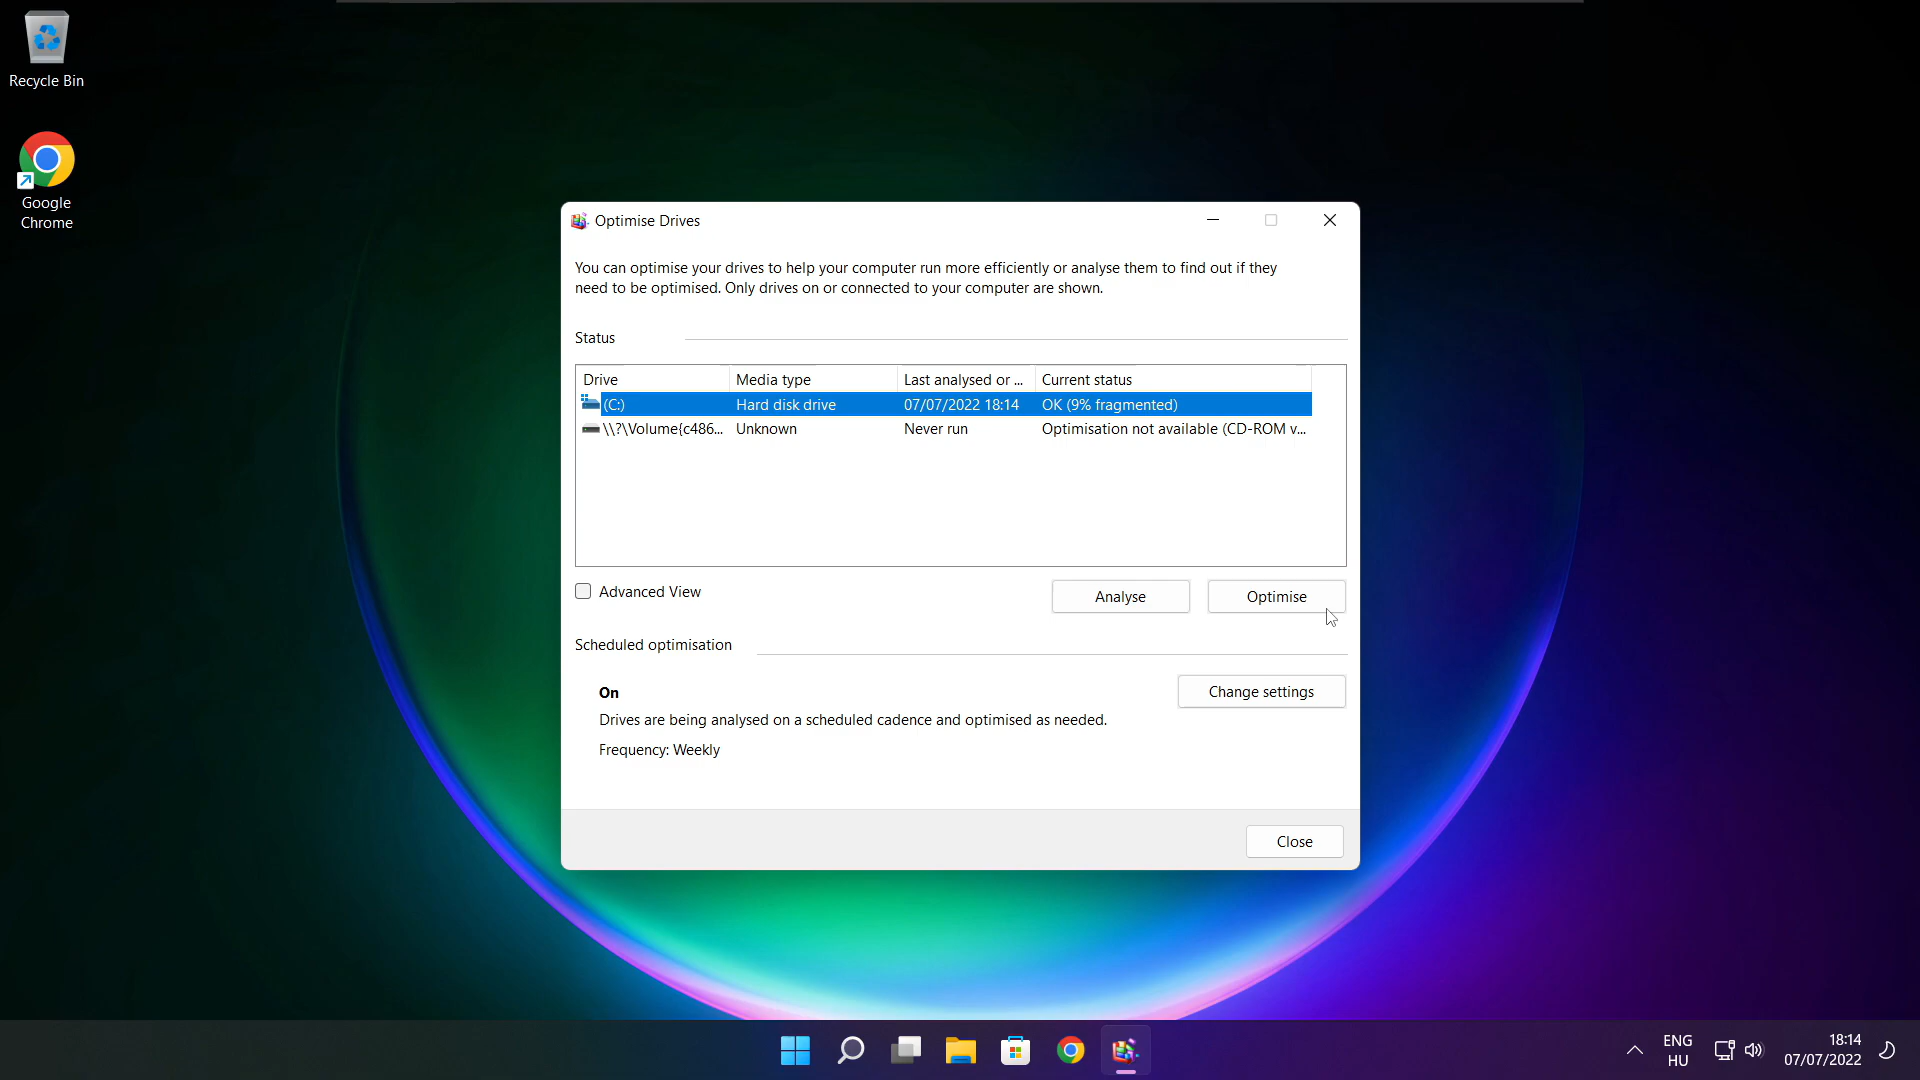 Recycle Bin
Google
Chrome
Optimise Drives
You can optimise your drives to help your computer run more efficiently or analyse them to find out if they
need to be optimised. Only drives on or connected to your computer are shown.
Status
Drive Media type Last analysed or ... Current status
(C:) Hard disk drive 07/07/2022 18:14 OK (9% fragmented)
\\?\Volume{c486... Unknown Never run Optimisation not available (CD-ROM v...
Advanced View Analyse Optimise
Scheduled optimisation
On Change settings
Drives are being analysed on a scheduled cadence and optimised as needed.
Frequency: Weekly
Close
ENG 18:14
HU 07/07/2022